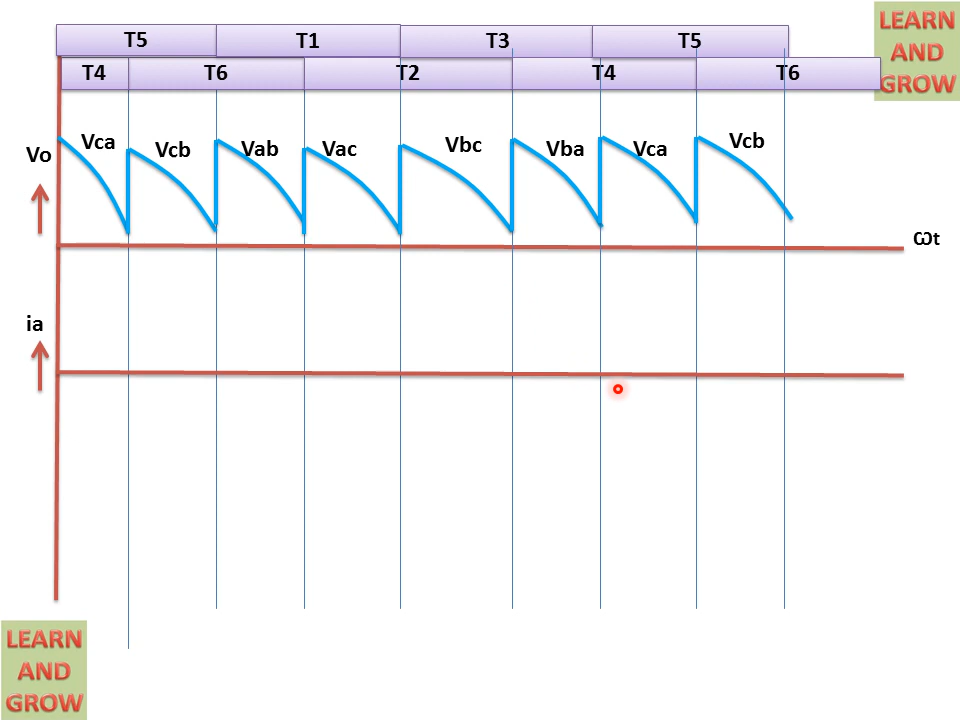 T5 T1 T3 T5
T4 T6 T2 T4 T6
LEARN
AND
GROW
Vo
Vca Vcb Vab Vac Vbc Vba Vca Vcb
ωt
ia
LEARN
AND
GROW